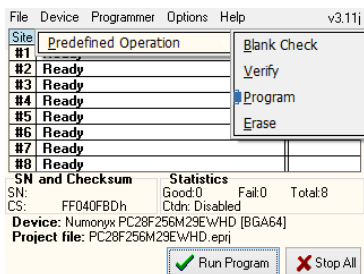 File Device Programmer Options Help v3.11j
Site
Predefined Operation
Blank Check
Verify
Program
Erase
#1
#2 Ready
#3 Ready
#4 Ready
#5 Ready
#6 Ready
#7 Ready
#8 Ready
SN and Checksum Statistics
SN: Good:0 Fail:0 Total:8
CS: FF040FBDh Ctdn: Disabled
Device: Numonyx PC28F256M29EWHD [BGA64]
Project file: PC28F256M29EWHD.eprj
Run Program Stop All